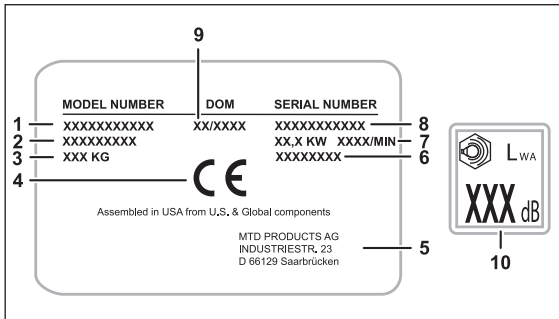 9
MODEL NUMBER DOM SERIAL NUMBER
1 XXXXXXXXXXX XX/XXXX XXXXXXXXXXX 8
2 XXXXXXXXX XX,X KW XXXX/MIN 7
3 XXX KG XXXXXXXX 6
4 CE
Assembled in USA from U.S. & Global components
MTD PRODUCTS AG
INDUSTRIESTR. 23 5
D 66129 Saarbrücken
LWA
XXX dB
10